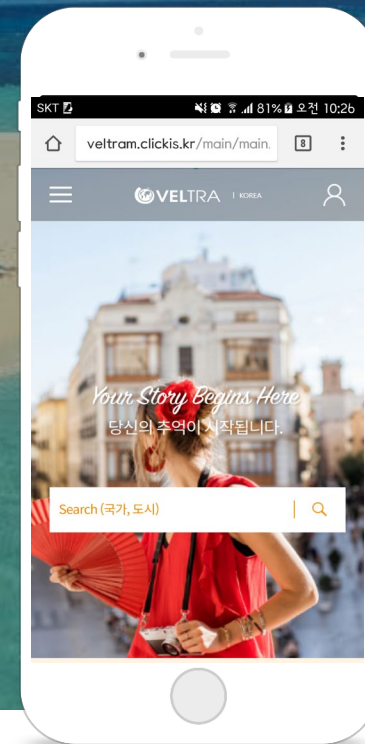 SKT 81% 오전 10:26
veltram.clickis.kr/main/main. 8
VELTRA | KOREA
Your Story Begins Here
당신의 추억이 시작됩니다.
Search (국가, 도시)